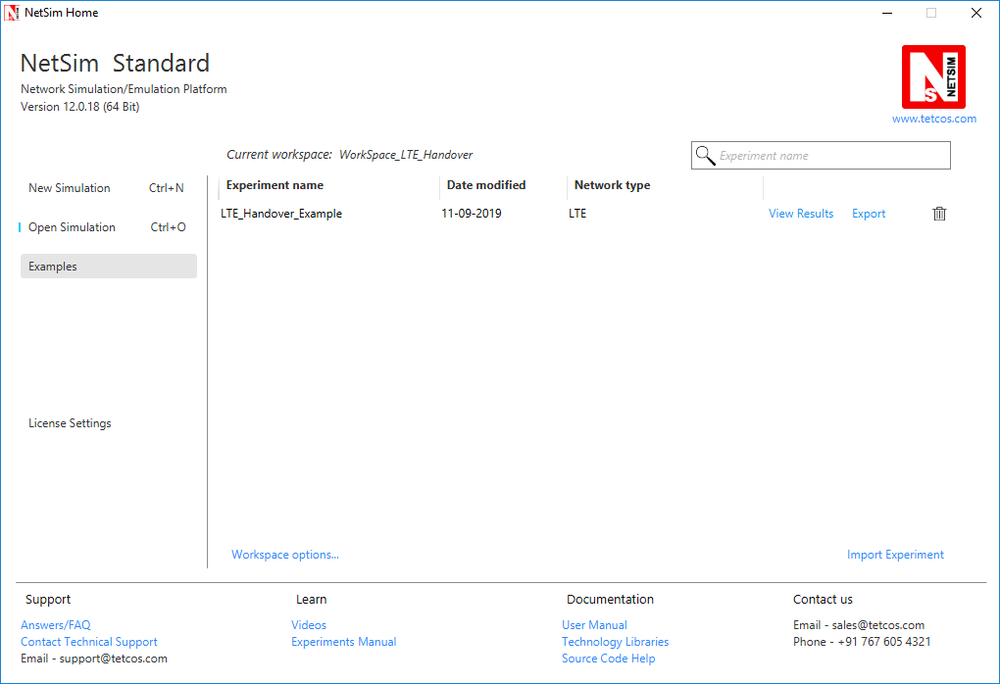 NetSim Home
NetSim Standard
Network Simulation/Emulation Platform
Version 12.0.18 (64 Bit)
NS NETSIM
www.tetcos.com
Current workspace: WorkSpace_LTE_Handover
Experiment name
New Simulation Ctrl+N
Open Simulation Ctrl+O
Examples
License Settings
Experiment name Date modified Network type
LTE_Handover_Example 11-09-2019 LTE View Results Export
Workspace options... Import Experiment
Support
Answers/FAQ
Contact Technical Support
Email - support@tetcos.com
Learn
Videos
Experiments Manual
Documentation
User Manual
Technology Libraries
Source Code Help
Contact us
Email - sales@tetcos.com
Phone - +91 767 605 4321